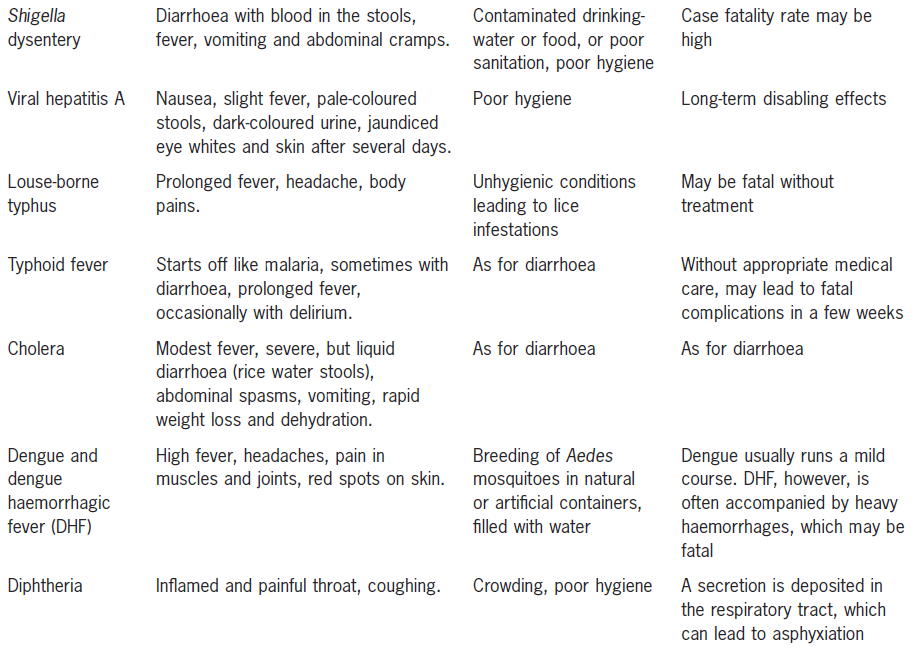 Shigella dysentery
Diarrhoea with blood in the stools, fever, vomiting and abdominal cramps.
Contaminated drinking-water or food, or poor sanitation, poor hygiene
Case fatality rate may be high
Viral hepatitis A
Nausea, slight fever, pale-coloured stools, dark-coloured urine, jaundiced eye whites and skin after several days.
Poor hygiene
Long-term disabling effects
Louse-borne typhus
Prolonged fever, headache, body pains.
Unhygienic conditions leading to lice infestations
May be fatal without treatment
Typhoid fever
Starts off like malaria, sometimes with diarrhoea, prolonged fever, occasionally with delirium.
As for diarrhoea
Without appropriate medical care, may lead to fatal complications in a few weeks
Cholera
Modest fever, severe, but liquid diarrhoea (rice water stools), abdominal spasms, vomiting, rapid weight loss and dehydration.
As for diarrhoea
As for diarrhoea
Dengue and dengue haemorrhagic fever (DHF)
High fever, headaches, pain in muscles and joints, red spots on skin.
Breeding of Aedes mosquitoes in natural or artificial containers, filled with water
Dengue usually runs a mild course. DHF, however, is often accompanied by heavy haemorrhages, which may be fatal
Diphtheria
Inflamed and painful throat, coughing.
Crowding, poor hygiene
A secretion is deposited in the respiratory tract, which can lead to asphyxiation